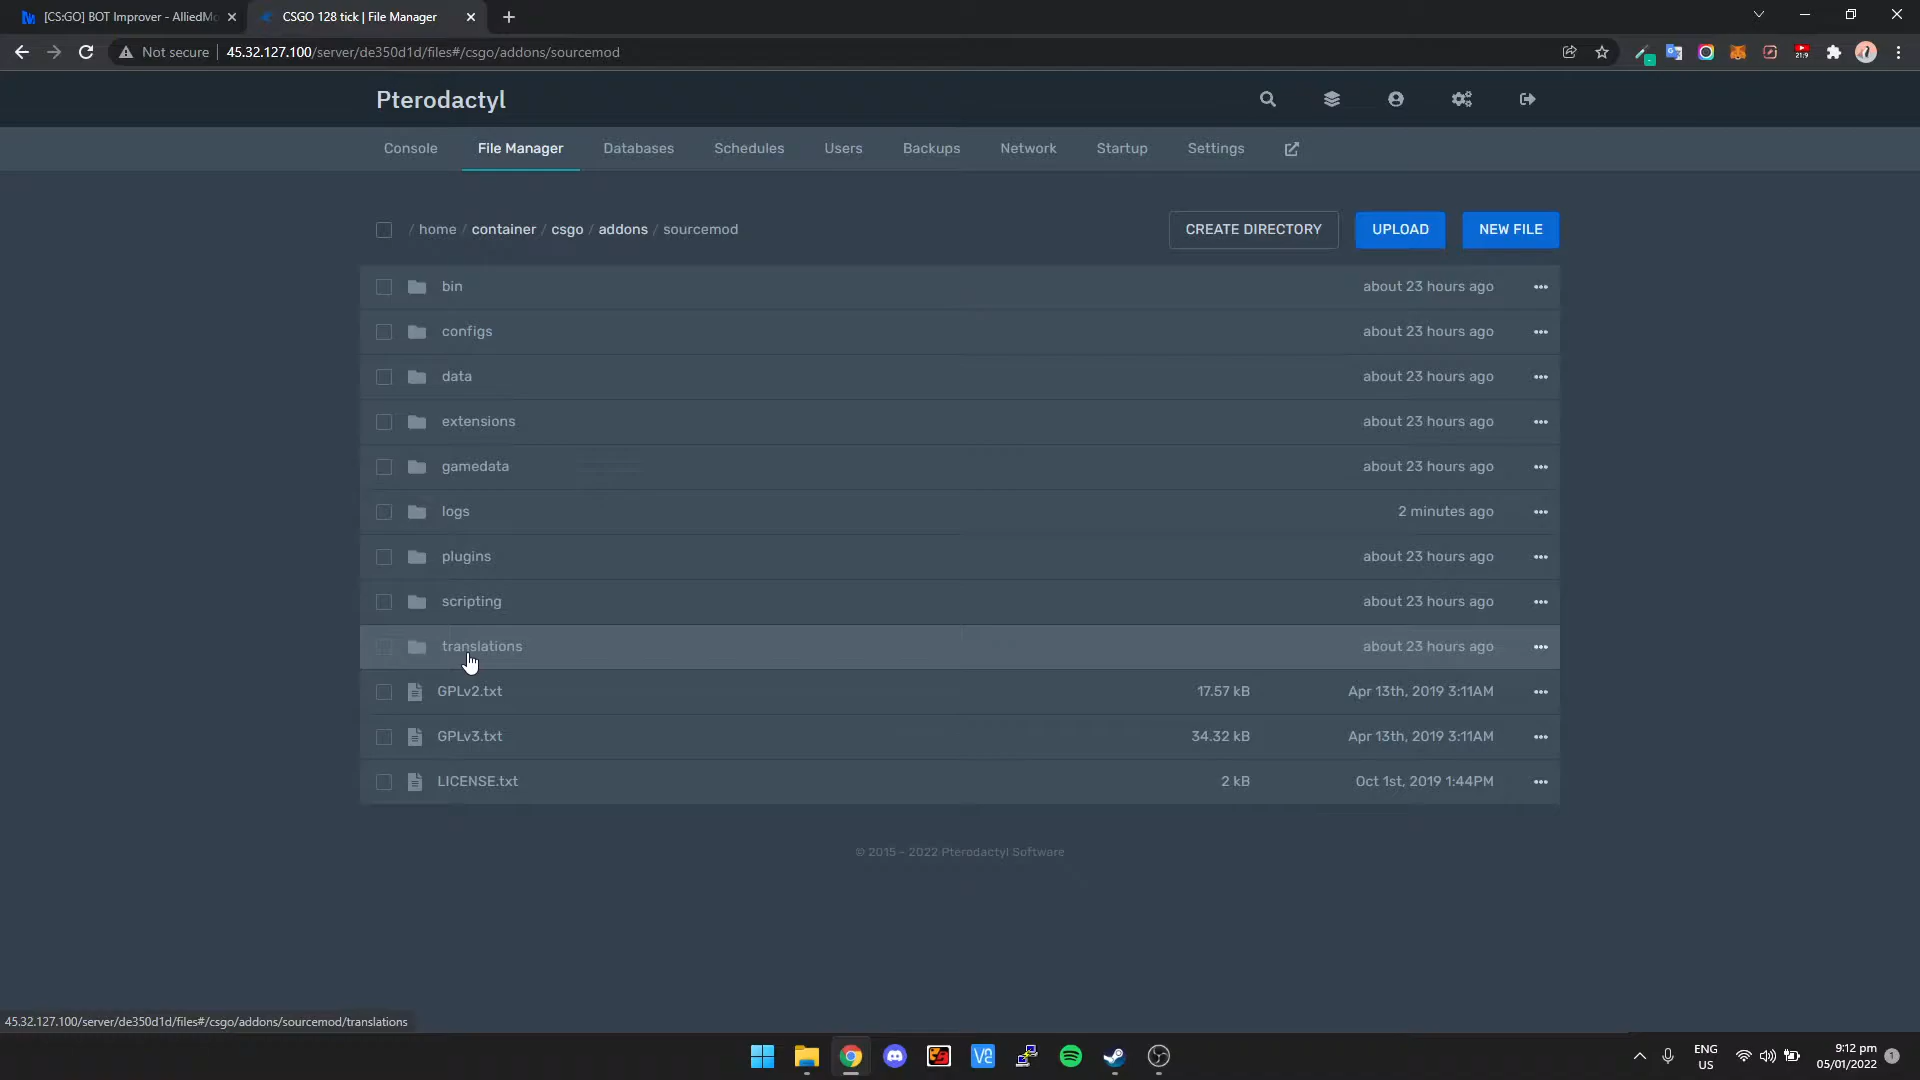 [CS:GO] BOT Improver - AlliedMo
CSGO 128 tick | File Manager
Not secure
45.32.127.100/server/de350d1d/files#/csgo/addons/sourcemod
21:9
Pterodactyl
Console
File Manager
Databases
Schedules
Users
Backups
Network
Startup
Settings
/ home / container / csgo / addons / sourcemod
CREATE DIRECTORY
UPLOAD
NEW FILE
bin about 23 hours ago
configs about 23 hours ago
data about 23 hours ago
extensions about 23 hours ago
gamedata about 23 hours ago
logs 2 minutes ago
plugins about 23 hours ago
scripting about 23 hours ago
translations about 23 hours ago
GPLv2.txt 17.57 kB Apr 13th, 2019 3:11AM
GPLv3.txt 34.32 kB Apr 13th, 2019 3:11AM
LICENSE.txt 2 kB Oct 1st, 2019 1:44PM
© 2015 - 2022 Pterodactyl Software
45.32.127.100/server/de350d1d/files#/csgo/addons/sourcemod/translations
ENG
US
9:12 pm
05/01/2022
1